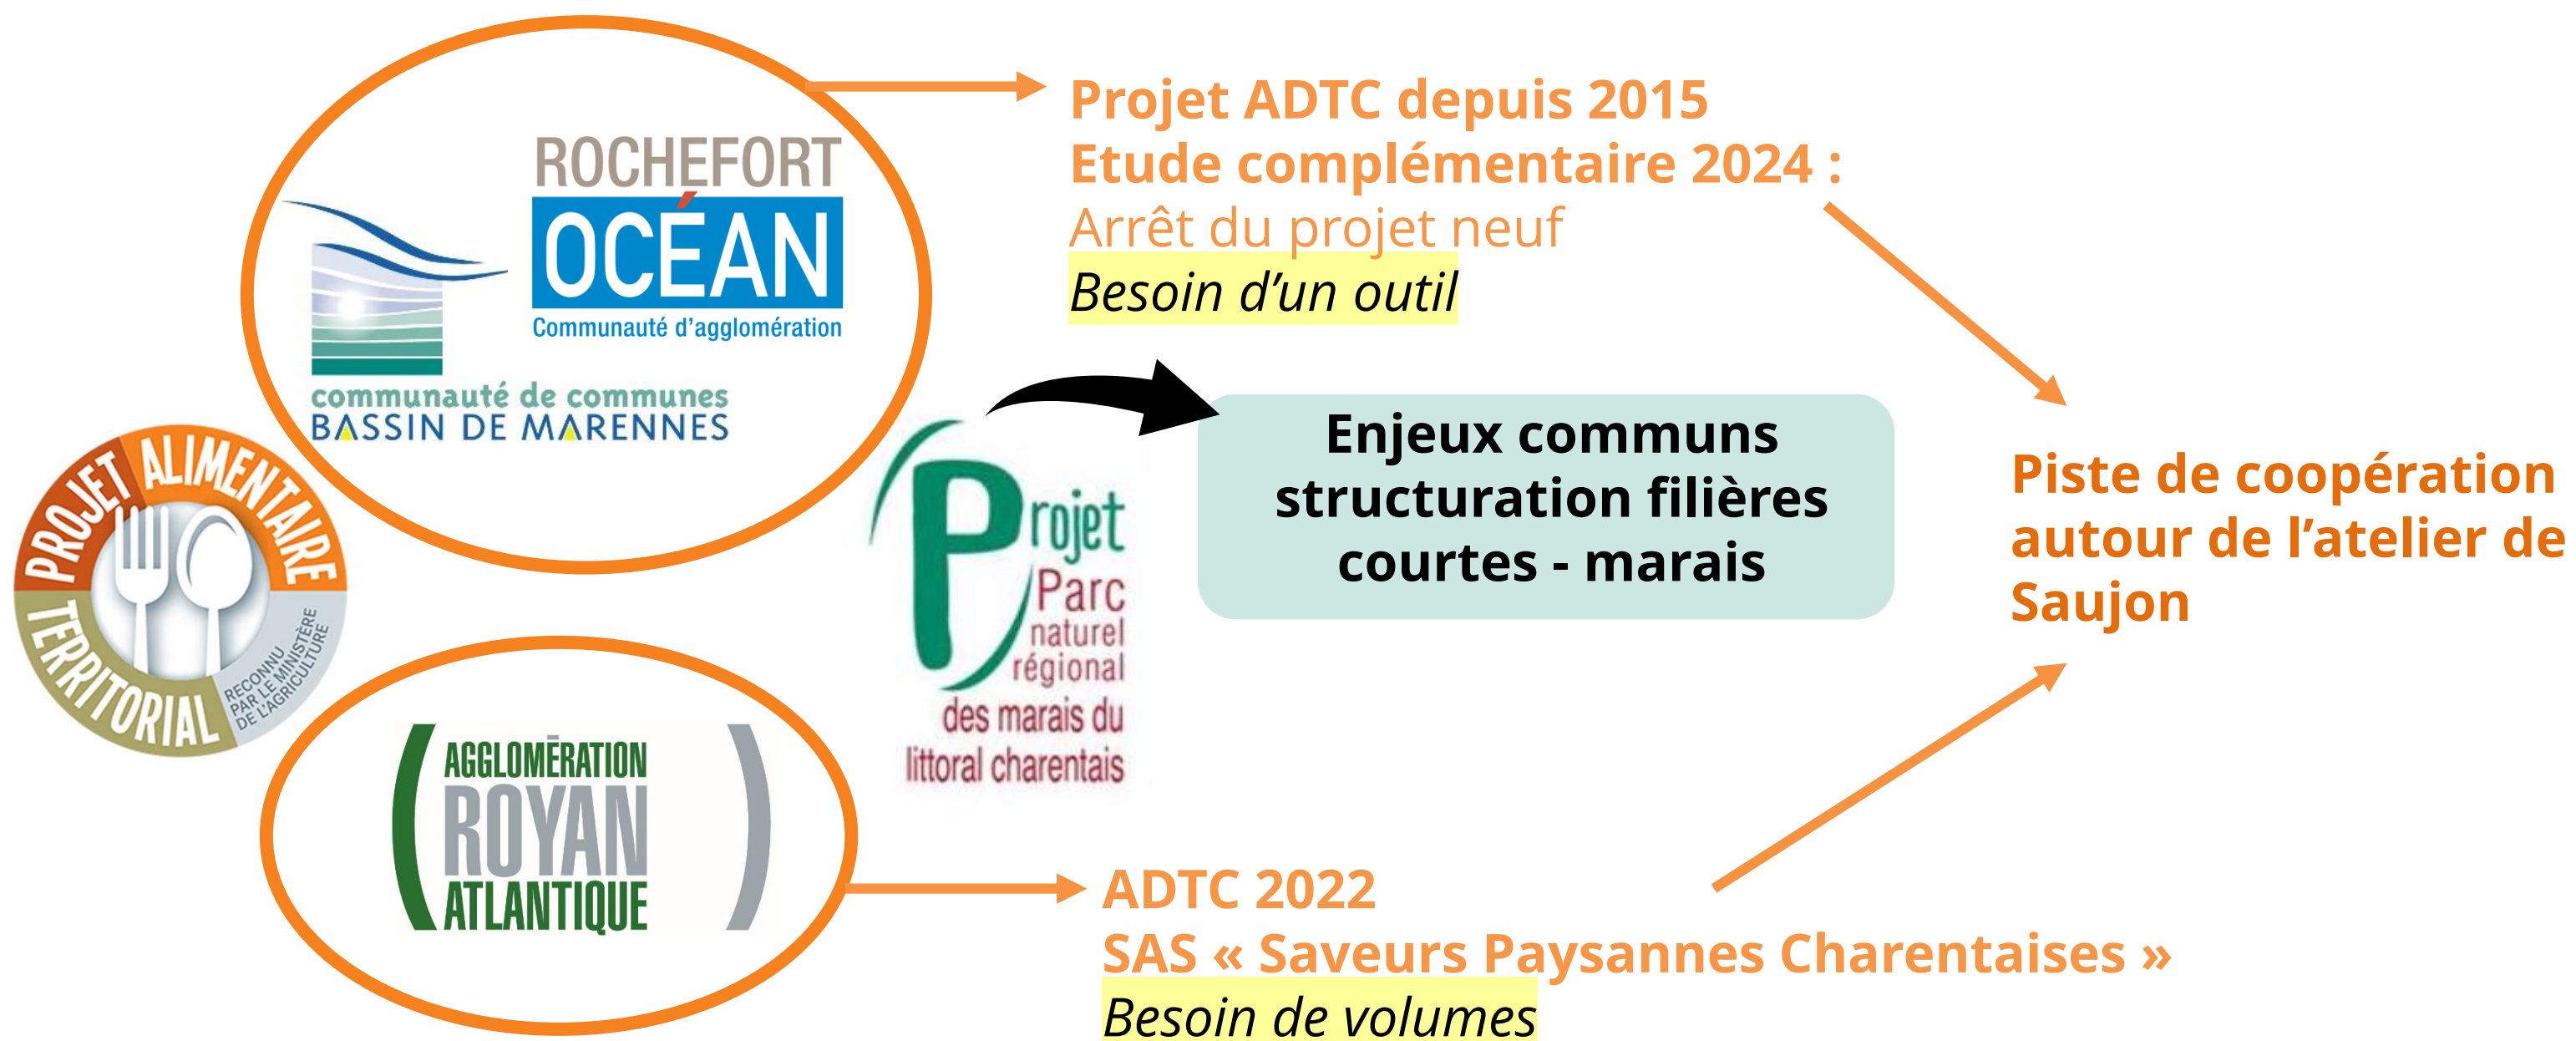 ROCHEFORT
OCÉAN
Communauté d'agglomération
communauté de communes
BASSIN DE MARENNES
PROJET ALIMENTAIRE
TERRITORIAL
RECONNU
PAR LE MINISTÈRE
DE L'AGRICULTURE
AGGLOMÉRATION
ROYAN
ATLANTIQUE
Projet
Parc
naturel
régional
des marais du
littoral charentais
Projet ADTC depuis 2015
Etude complémentaire 2024 :
Arrêt du projet neuf
Besoin d’un outil
Enjeux communs
structuration filières
courtes - marais
ADTC 2022
SAS « Saveurs Paysannes Charentaises »
Besoin de volumes
Piste de coopération
autour de l’atelier de
Saujon